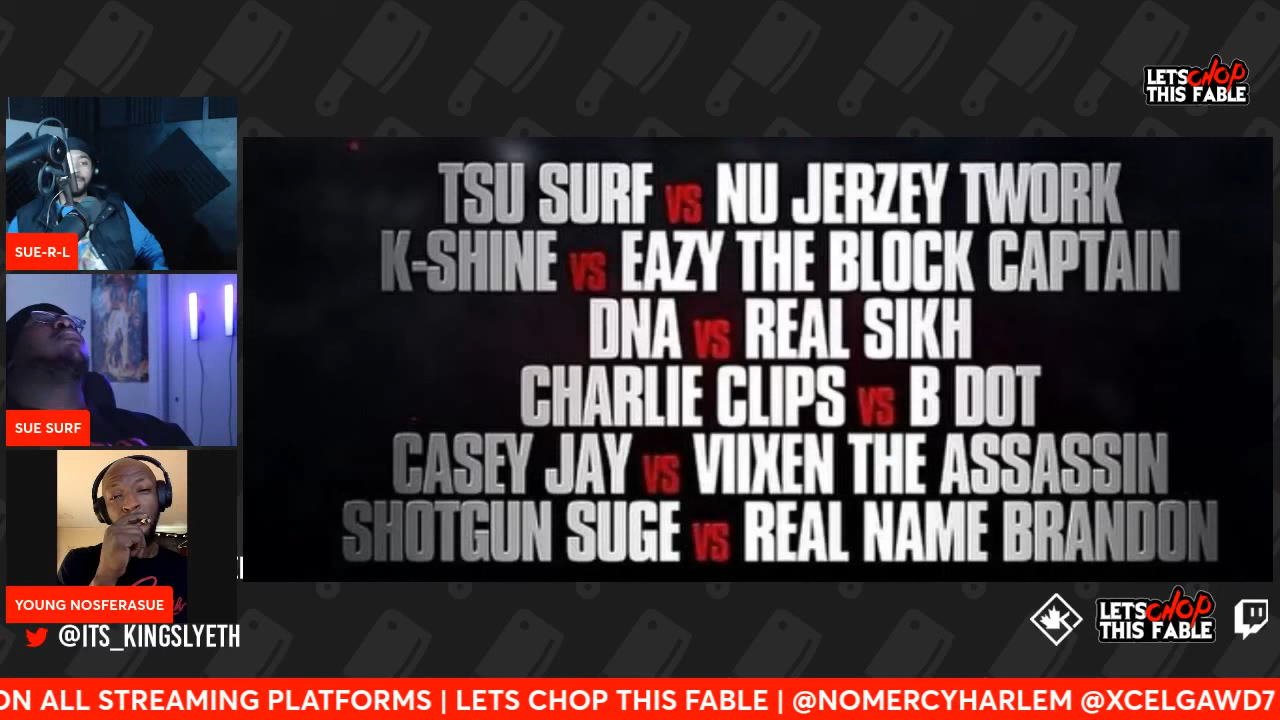 LETS CHOP
THIS FABLE
TSU SURF VS NU JERZEY TWORK
K-SHINE VS EAZY THE BLOCK CAPTAIN
DNA VS REAL SIKH
CHARLIE CLIPS VS B DOT
CASEY JAY VS VIIXEN THE ASSASSIN
SHOTGUN SUGE VS REAL NAME BRANDON
SUE-R-L
SUE SURF
YOUNG NOSFERASUE
@ITS_KINGSLYETH
LETS CHOP
THIS FABLE
ON ALL STREAMING PLATFORMS | LETS CHOP THIS FABLE | @NOMERCYHARLEM @XCELGAWD7